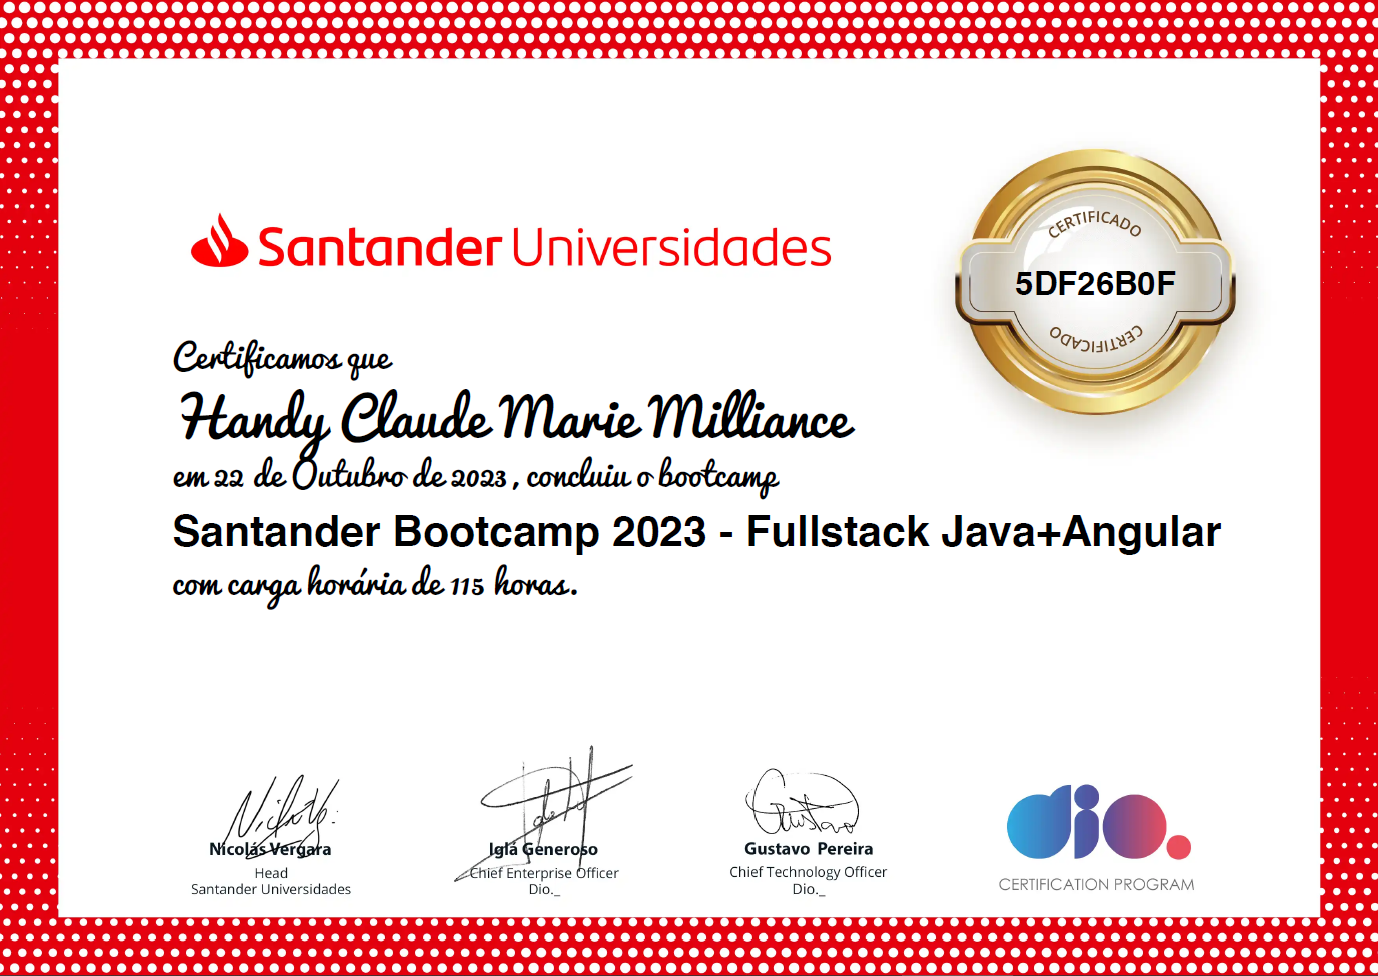 Santander Universidades
CERTIFICADO
5DF26B0F
CERTIFICADO
Certificamos que
Handy Claude Marie Milliance
em 22 de Outubro de 2023 , concluiu o bootcamp
Santander Bootcamp 2023 - Fullstack Java+Angular
com carga horária de 115 horas.
Nicolás Vergara
Head
Santander Universidades
Iglá Generoso
Chief Enterprise Officer
Dio._
Gustavo Pereira
Chief Technology Officer
Dio._
dio.
CERTIFICATION PROGRAM